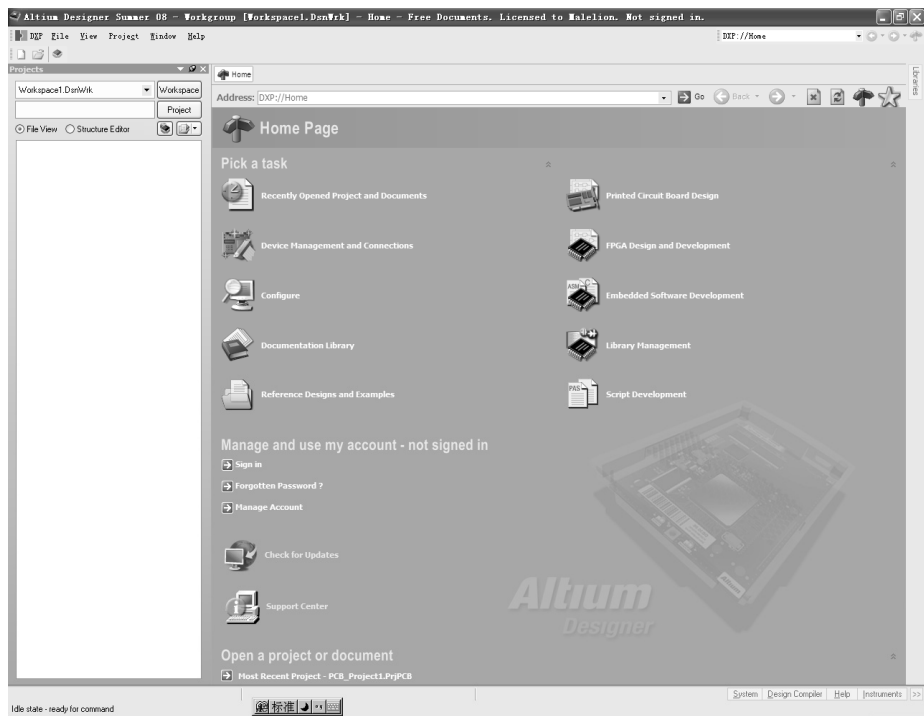 Altium Designer Summer 08 - Workgroup [Workspace1.DsnWrk] - Home - Free Documents. Licensed to Malelion. Not signed in.
DXP File View Project Window Help
DXP://Home
Projects
Home
Libraries
Workspace1.DsnWrk Workspace
Address: DXP://Home Go Back
Project
File View Structure Editor
Home Page
Pick a task
Recently Opened Project and Documents
Printed Circuit Board Design
Device Management and Connections
FPGA Design and Development
Configure
ASM
Embedded Software Development
Documentation Library
Library Management
Reference Designs and Examples
PAS
Script Development
Manage and use my account - not signed in
Sign in
Forgotten Password ?
Manage Account
Check for Updates
Support Center
Altium
Designer
Open a project or document
Most Recent Project - PCB_Project1.PrjPCB
System Design Compiler Help Instruments >>
Idle state - ready for command
标准